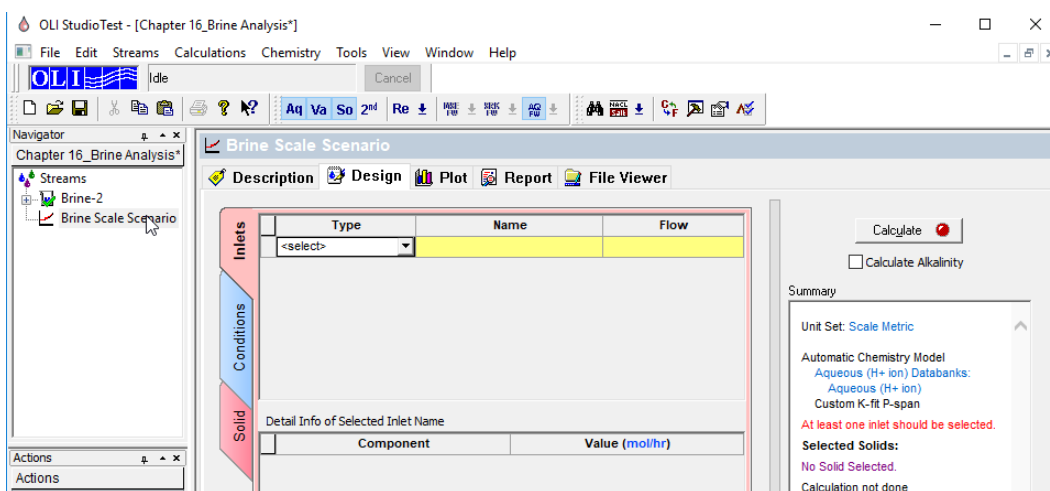 OLI StudioTest - [Chapter 16_Brine Analysis*]
File Edit Streams Calculations Chemistry Tools View Window Help
OLI Idle Cancel
Aq Va So 2nd Re
Navigator
Chapter 16_Brine Analysis*
Streams
Brine-2
Brine Scale Scenario
Brine Scale Scenario
Description Design Plot Report File Viewer
Inlets
Conditions
Solid
Type Name Flow
<select>
Detail Info of Selected Inlet Name
Component Value (mol/hr)
Calculate
Calculate Alkalinity
Summary
Unit Set: Scale Metric
Automatic Chemistry Model
Aqueous (H+ ion) Databanks:
Aqueous (H+ ion)
Custom K-fit P-span
At least one inlet should be selected.
Selected Solids:
No Solid Selected.
Calculation not done
Actions
Actions